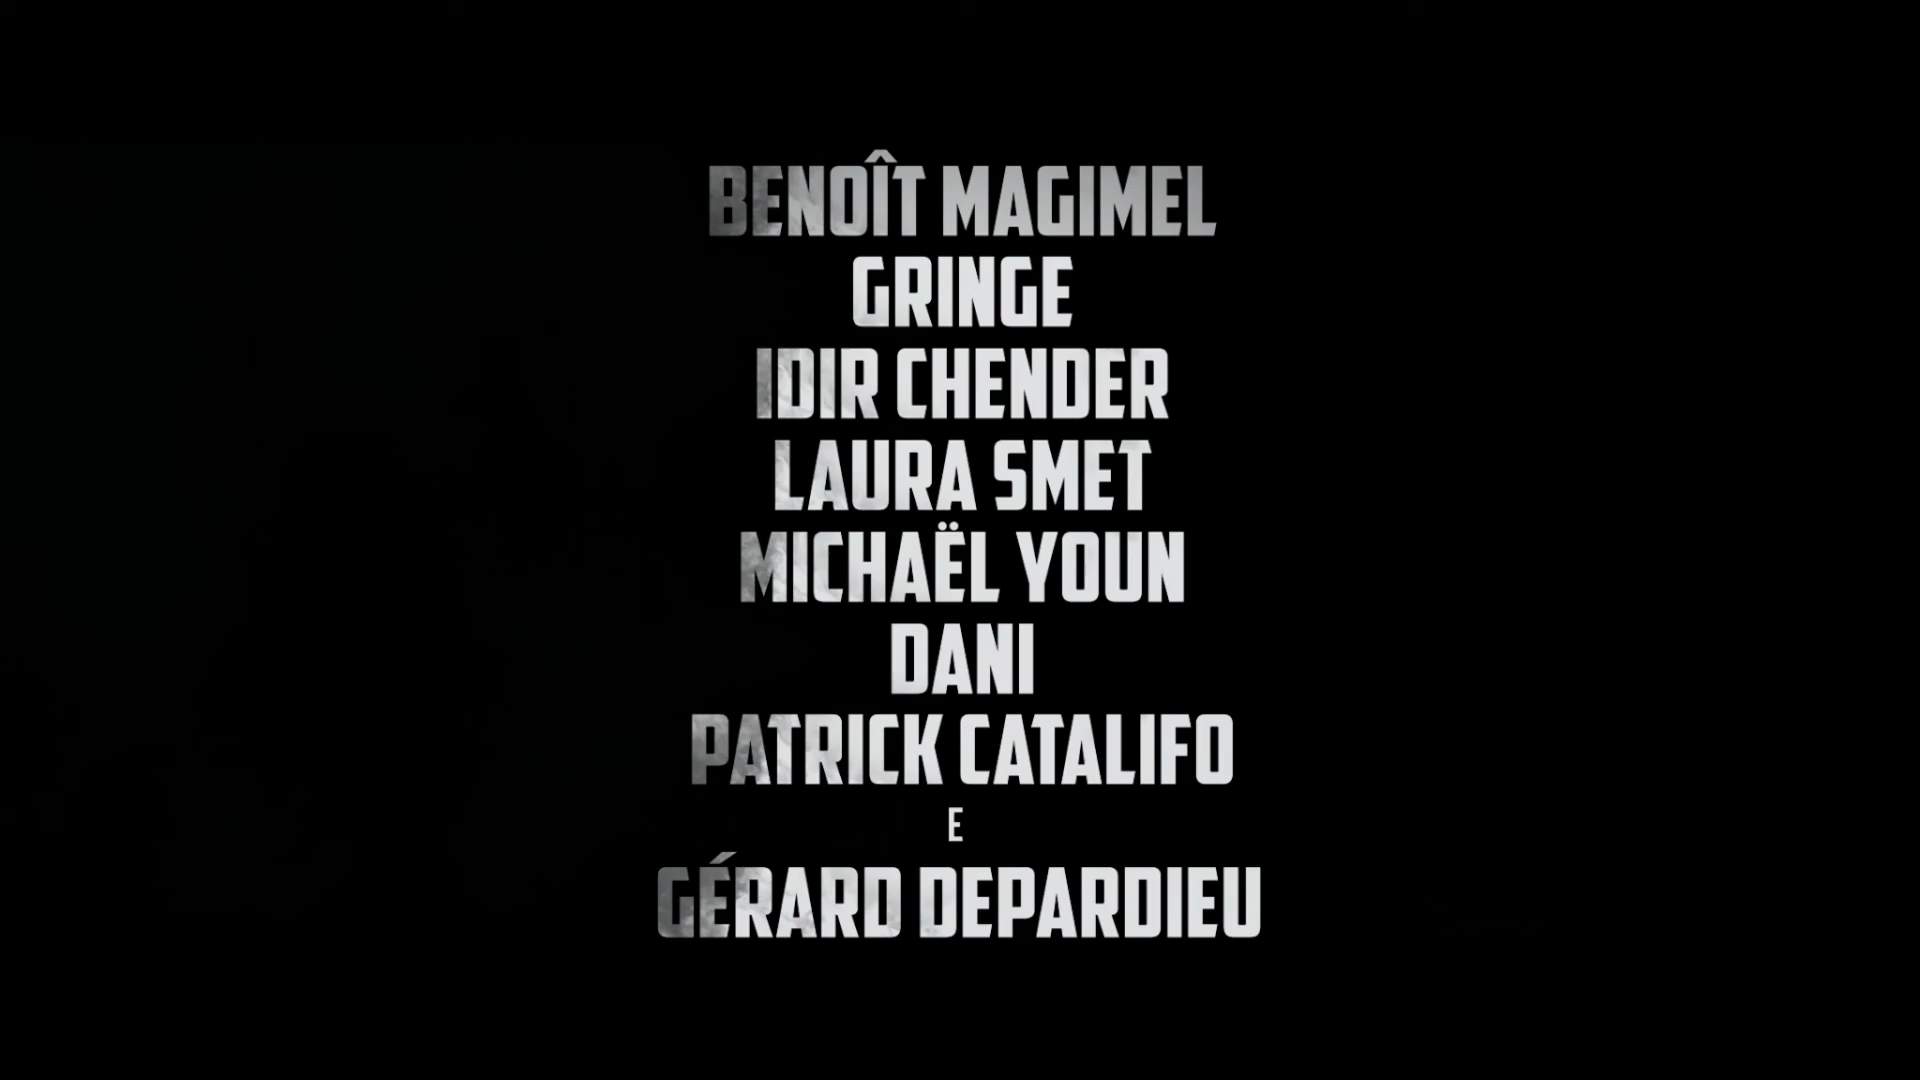 BENOÎT MAGIMEL
GRINGE
IDIR CHENDER
LAURA SMET
MICHAËL YOUN
DANI
PATRICK CATALIFO
E
GÉRARD DEPARDIEU